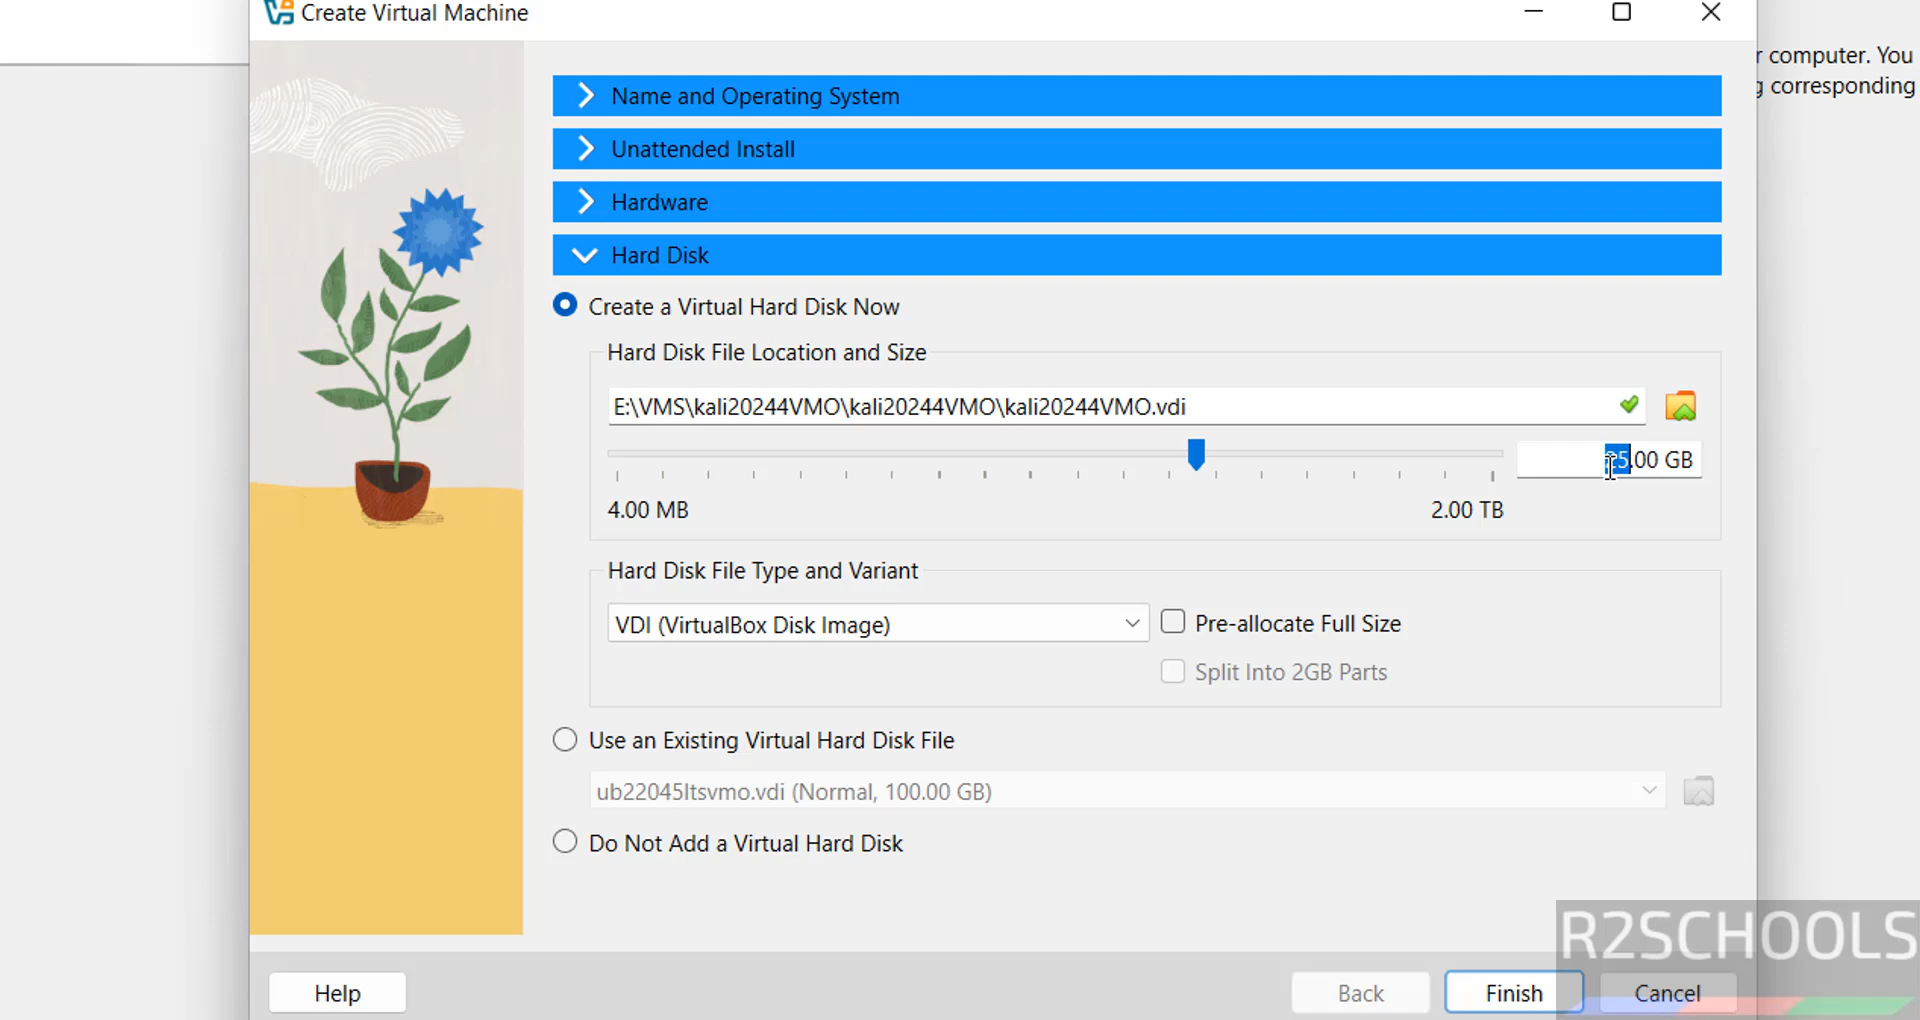 Create Virtual Machine
r computer. You
g corresponding
Name and Operating System
Unattended Install
Hardware
Hard Disk
Create a Virtual Hard Disk Now
Hard Disk File Location and Size
E:\VMS\kali20244VMO\kali20244VMO\kali20244VMO.vdi
25.00 GB
4.00 MB
2.00 TB
Hard Disk File Type and Variant
VDI (VirtualBox Disk Image)
Pre-allocate Full Size
Split Into 2GB Parts
Use an Existing Virtual Hard Disk File
ub22045ltsvmo.vdi (Normal, 100.00 GB)
Do Not Add a Virtual Hard Disk
R2SCHOOLS
Help
Back
Finish
Cancel